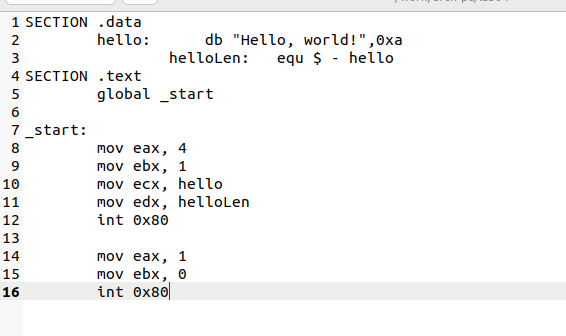 1 SECTION .data
2         hello:      db "Hello, world!",0xa
3                 helloLen:   equ $ - hello
4 SECTION .text
5         global _start
6
7 _start:
8         mov eax, 4
9         mov ebx, 1
10         mov ecx, hello
11         mov edx, helloLen
12         int 0x80
13
14         mov eax, 1
15         mov ebx, 0
16         int 0x80